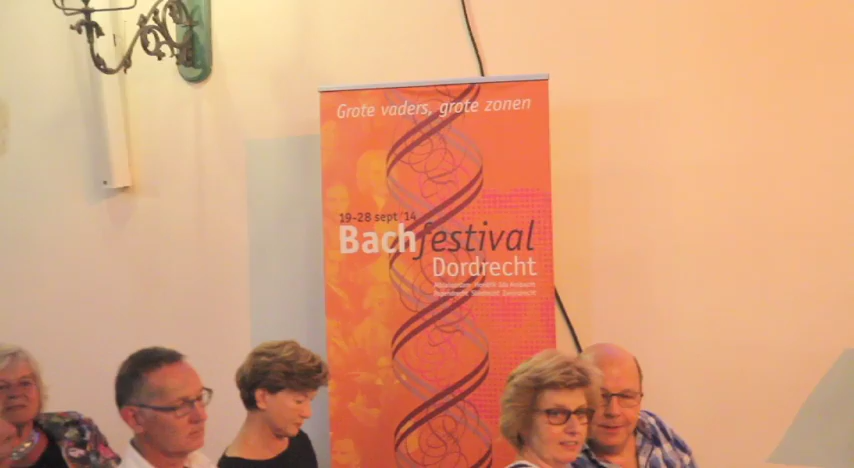 Grote vaders, grote zonen
19-28 sept '14
Bachfestival
Dordrecht